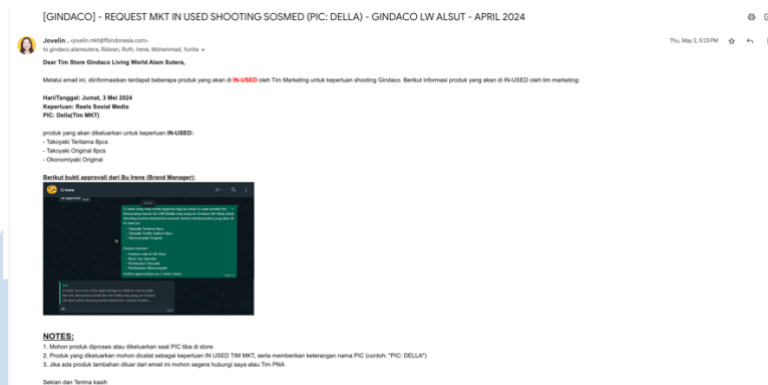 [GINDACO] - REQUEST MKT IN USED SHOOTING SOSMED (PIC: DELLA) - GINDACO LW ALSUT - APRIL 2024
Jovelin . <jovelin.mkt@fbindonesia.com>
Thu, May 2, 5:23 PM
to gindaco.alamsutera, Ridwan, Ruth, Irene, Mohammad, Yunita
Dear Tim Store Gindaco Living World Alam Sutera,
Melalui email ini, diinformasikan terdapat beberapa produk yang akan di IN-USED oleh Tim Marketing untuk keperluan shooting Gindaco. Berikut informasi produk yang akan di IN-USED oleh tim marketing:
Hari/Tanggal: Jumat, 3 Mei 2024
Keperluan: Reels Sosial Media
PIC: Della(Tim MKT)
produk yang akan dikeluarkan untuk keperluan IN-USED:
- Takoyaki Teritama 8pcs
- Takoyaki Original 8pcs
- Okonomiyaki Original
Berikut bukti approvall dari Bu Irene (Brand Manager):
NOTES:
1. Mohon produk diproses atau dikeluarkan saat PIC tiba di store
2. Produk yang dikeluarkan mohon dicatat sebagai keperluan IN USED TIM MKT, serta memberikan keterangan nama PIC (contoh: "PIC: DELLA")
3. Jika ada produk tambahan diluar dari email ini mohon segera hubungi saya atau Tim PNA
Sekian dan Terima kasih